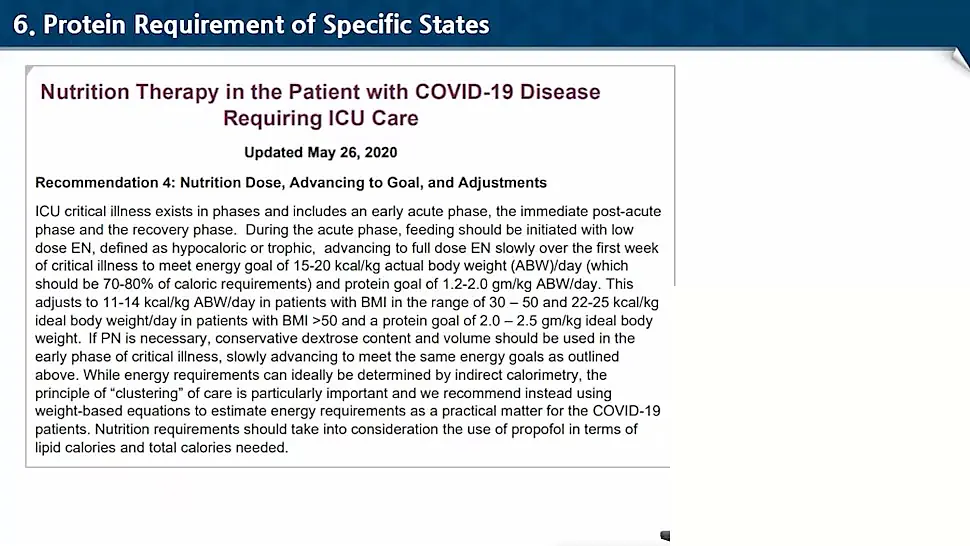 6. Protein Requirement of Specific States
Nutrition Therapy in the Patient with COVID-19 Disease
Requiring ICU Care
Updated May 26, 2020
Recommendation 4: Nutrition Dose, Advancing to Goal, and Adjustments
ICU critical illness exists in phases and includes an early acute phase, the immediate post-acute
phase and the recovery phase.  During the acute phase, feeding should be initiated with low
dose EN, defined as hypocaloric or trophic,  advancing to full dose EN slowly over the first week
of critical illness to meet energy goal of 15-20 kcal/kg actual body weight (ABW)/day (which
should be 70-80% of caloric requirements) and protein goal of 1.2-2.0 gm/kg ABW/day. This
adjusts to 11-14 kcal/kg ABW/day in patients with BMI in the range of 30 – 50 and 22-25 kcal/kg
ideal body weight/day in patients with BMI >50 and a protein goal of 2.0 – 2.5 gm/kg ideal body
weight.  If PN is necessary, conservative dextrose content and volume should be used in the
early phase of critical illness, slowly advancing to meet the same energy goals as outlined
above. While energy requirements can ideally be determined by indirect calorimetry, the
principle of “clustering” of care is particularly important and we recommend instead using
weight-based equations to estimate energy requirements as a practical matter for the COVID-19
patients. Nutrition requirements should take into consideration the use of propofol in terms of
lipid calories and total calories needed.